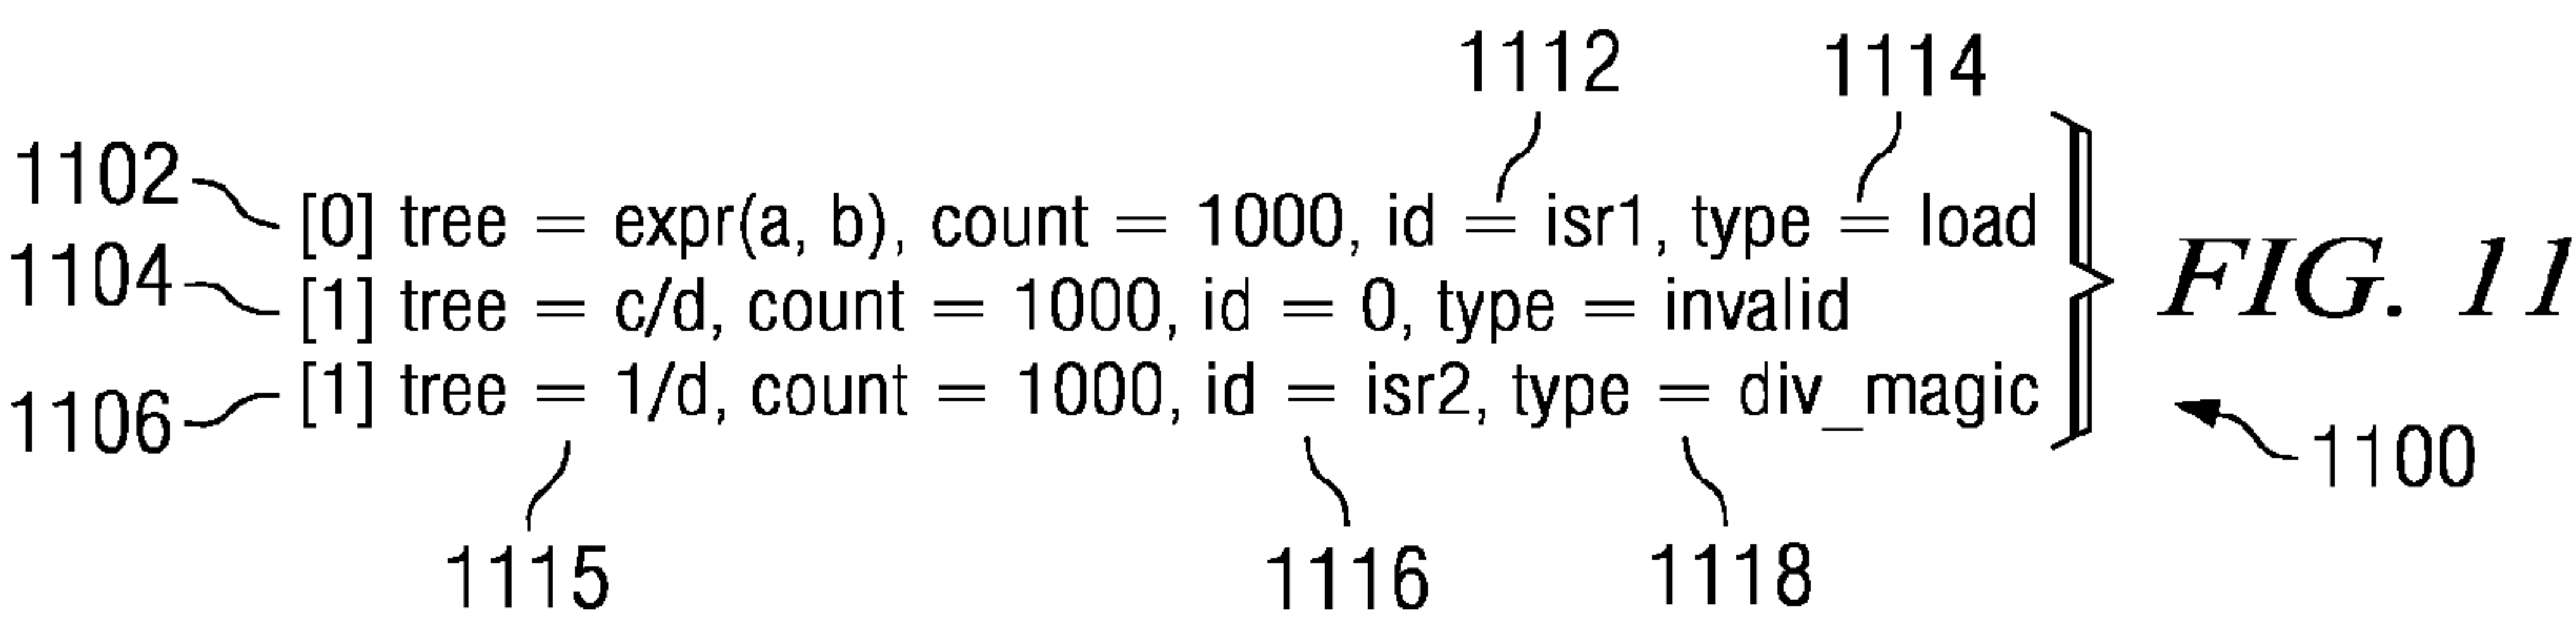 1112 1114
1102 [0] tree = expr(a, b), count = 1000, id = isr1, type = load
1104 [1] tree = c/d, count = 1000, id = 0, type = invalid
1106 [1] tree = 1/d, count = 1000, id = isr2, type = div_magic
FIG. 11
1100
1115 1116 1118